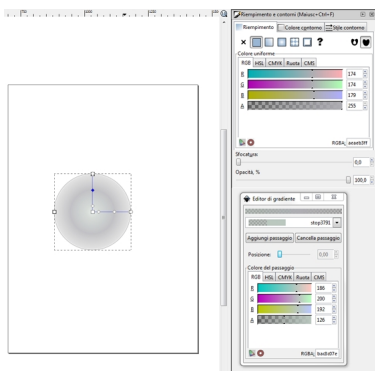 Riempimento e contorni (Maiusc+Ctrl+F)
Riempimento Colore contorno Stile contorno
?
Colore uniforme
RGB HSL CMYK Ruota CMS
R 174
G 174
B 179
A 255
RGBA: aeaeb3ff
Sfocatura:
0,0
Opacità, %
100,0
Editor di gradiente
stop3791
Aggiungi passaggio Cancella passaggio
Posizione: 0,00
Colore del passaggio
RGB HSL CMYK Ruota CMS
R 186
G 200
B 192
A 126
RGBA: bac8c07e